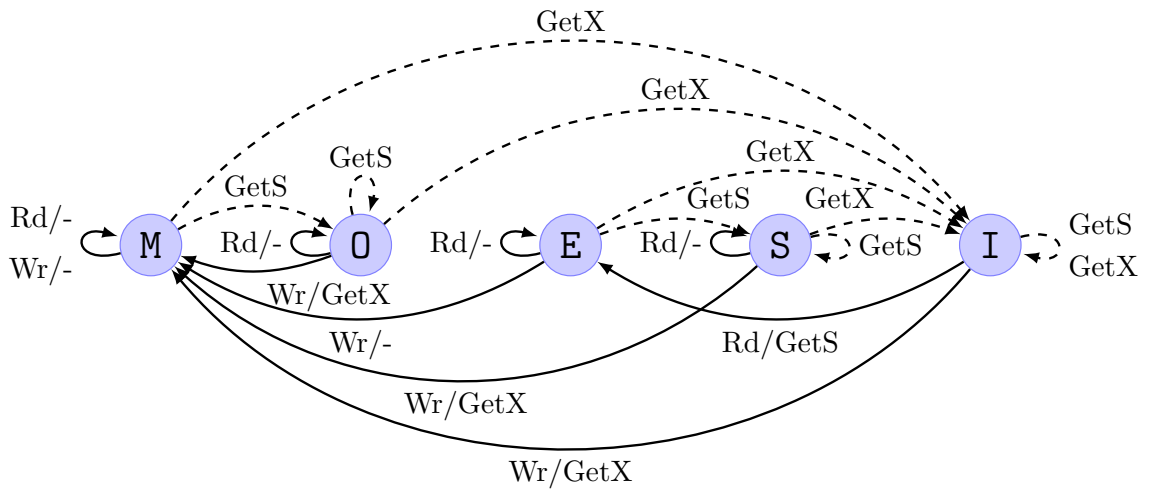 GetX
GetX
GetX
GetS
GetS
GetS
GetX
Rd/-
Wr/-
M
Rd/-
O
Rd/-
E
Rd/-
S
GetS
I
GetS
GetX
Wr/GetX
Wr/-
Rd/GetS
Wr/GetX
Wr/GetX